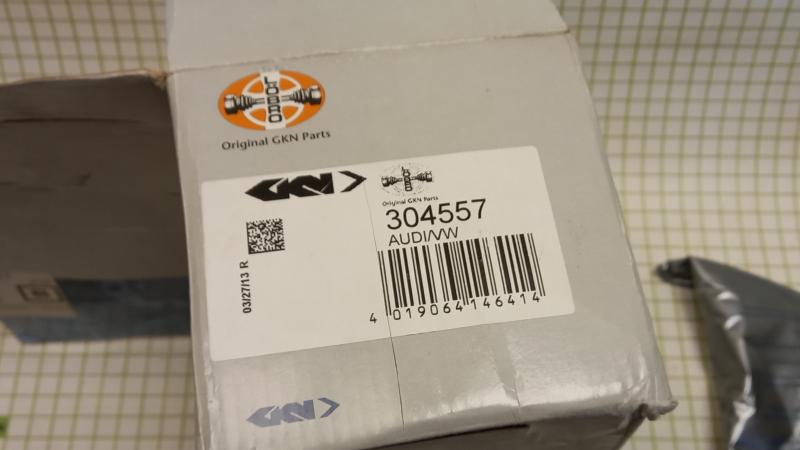 LÖBRO
Original GKN Parts
GKN
LÖBRO
Original GKN Parts
304557
AUDI/VW
03/27/13 R
4 019064 146414
GKN